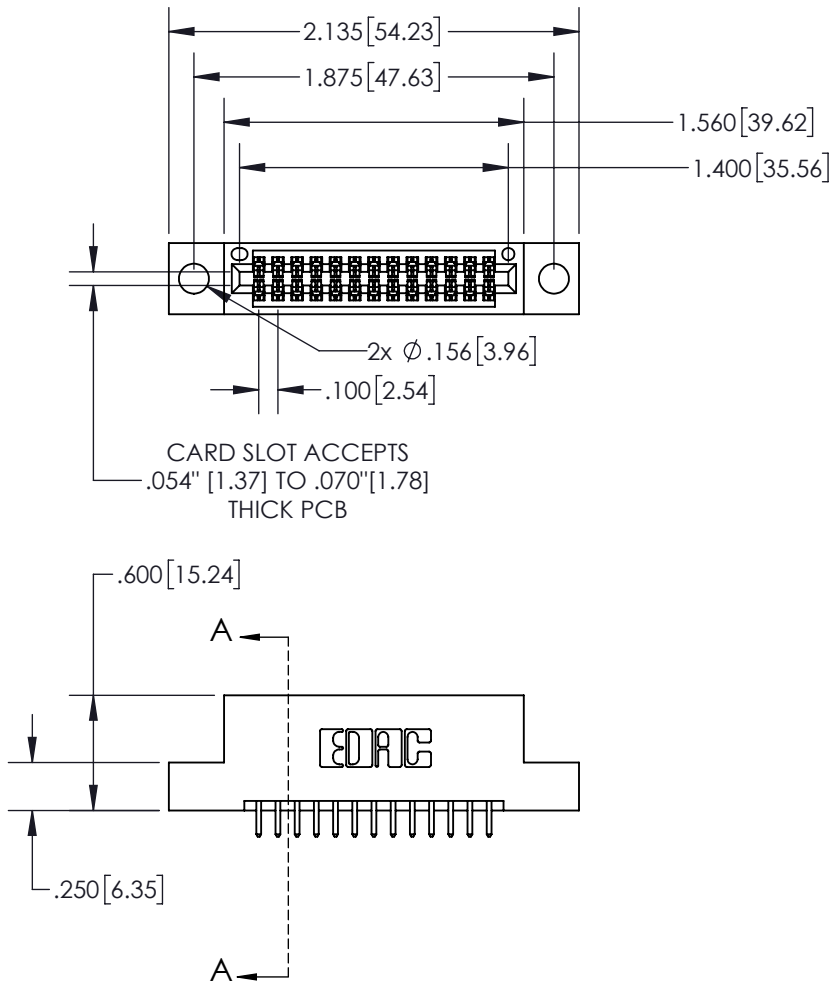 2.135[54.23]
1.875[47.63]
1.560[39.62]
1.400[35.56]
2x Ø.156[3.96]
.100[2.54]
CARD SLOT ACCEPTS
.054" [1.37] TO .070"[1.78]
THICK PCB
.600[15.24]
A
EDAC
.250[6.35]
A